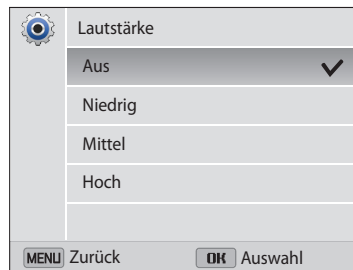 Lautstärke
Aus
Niedrig
Mittel
Hoch
MENU Zurück OK Auswahl